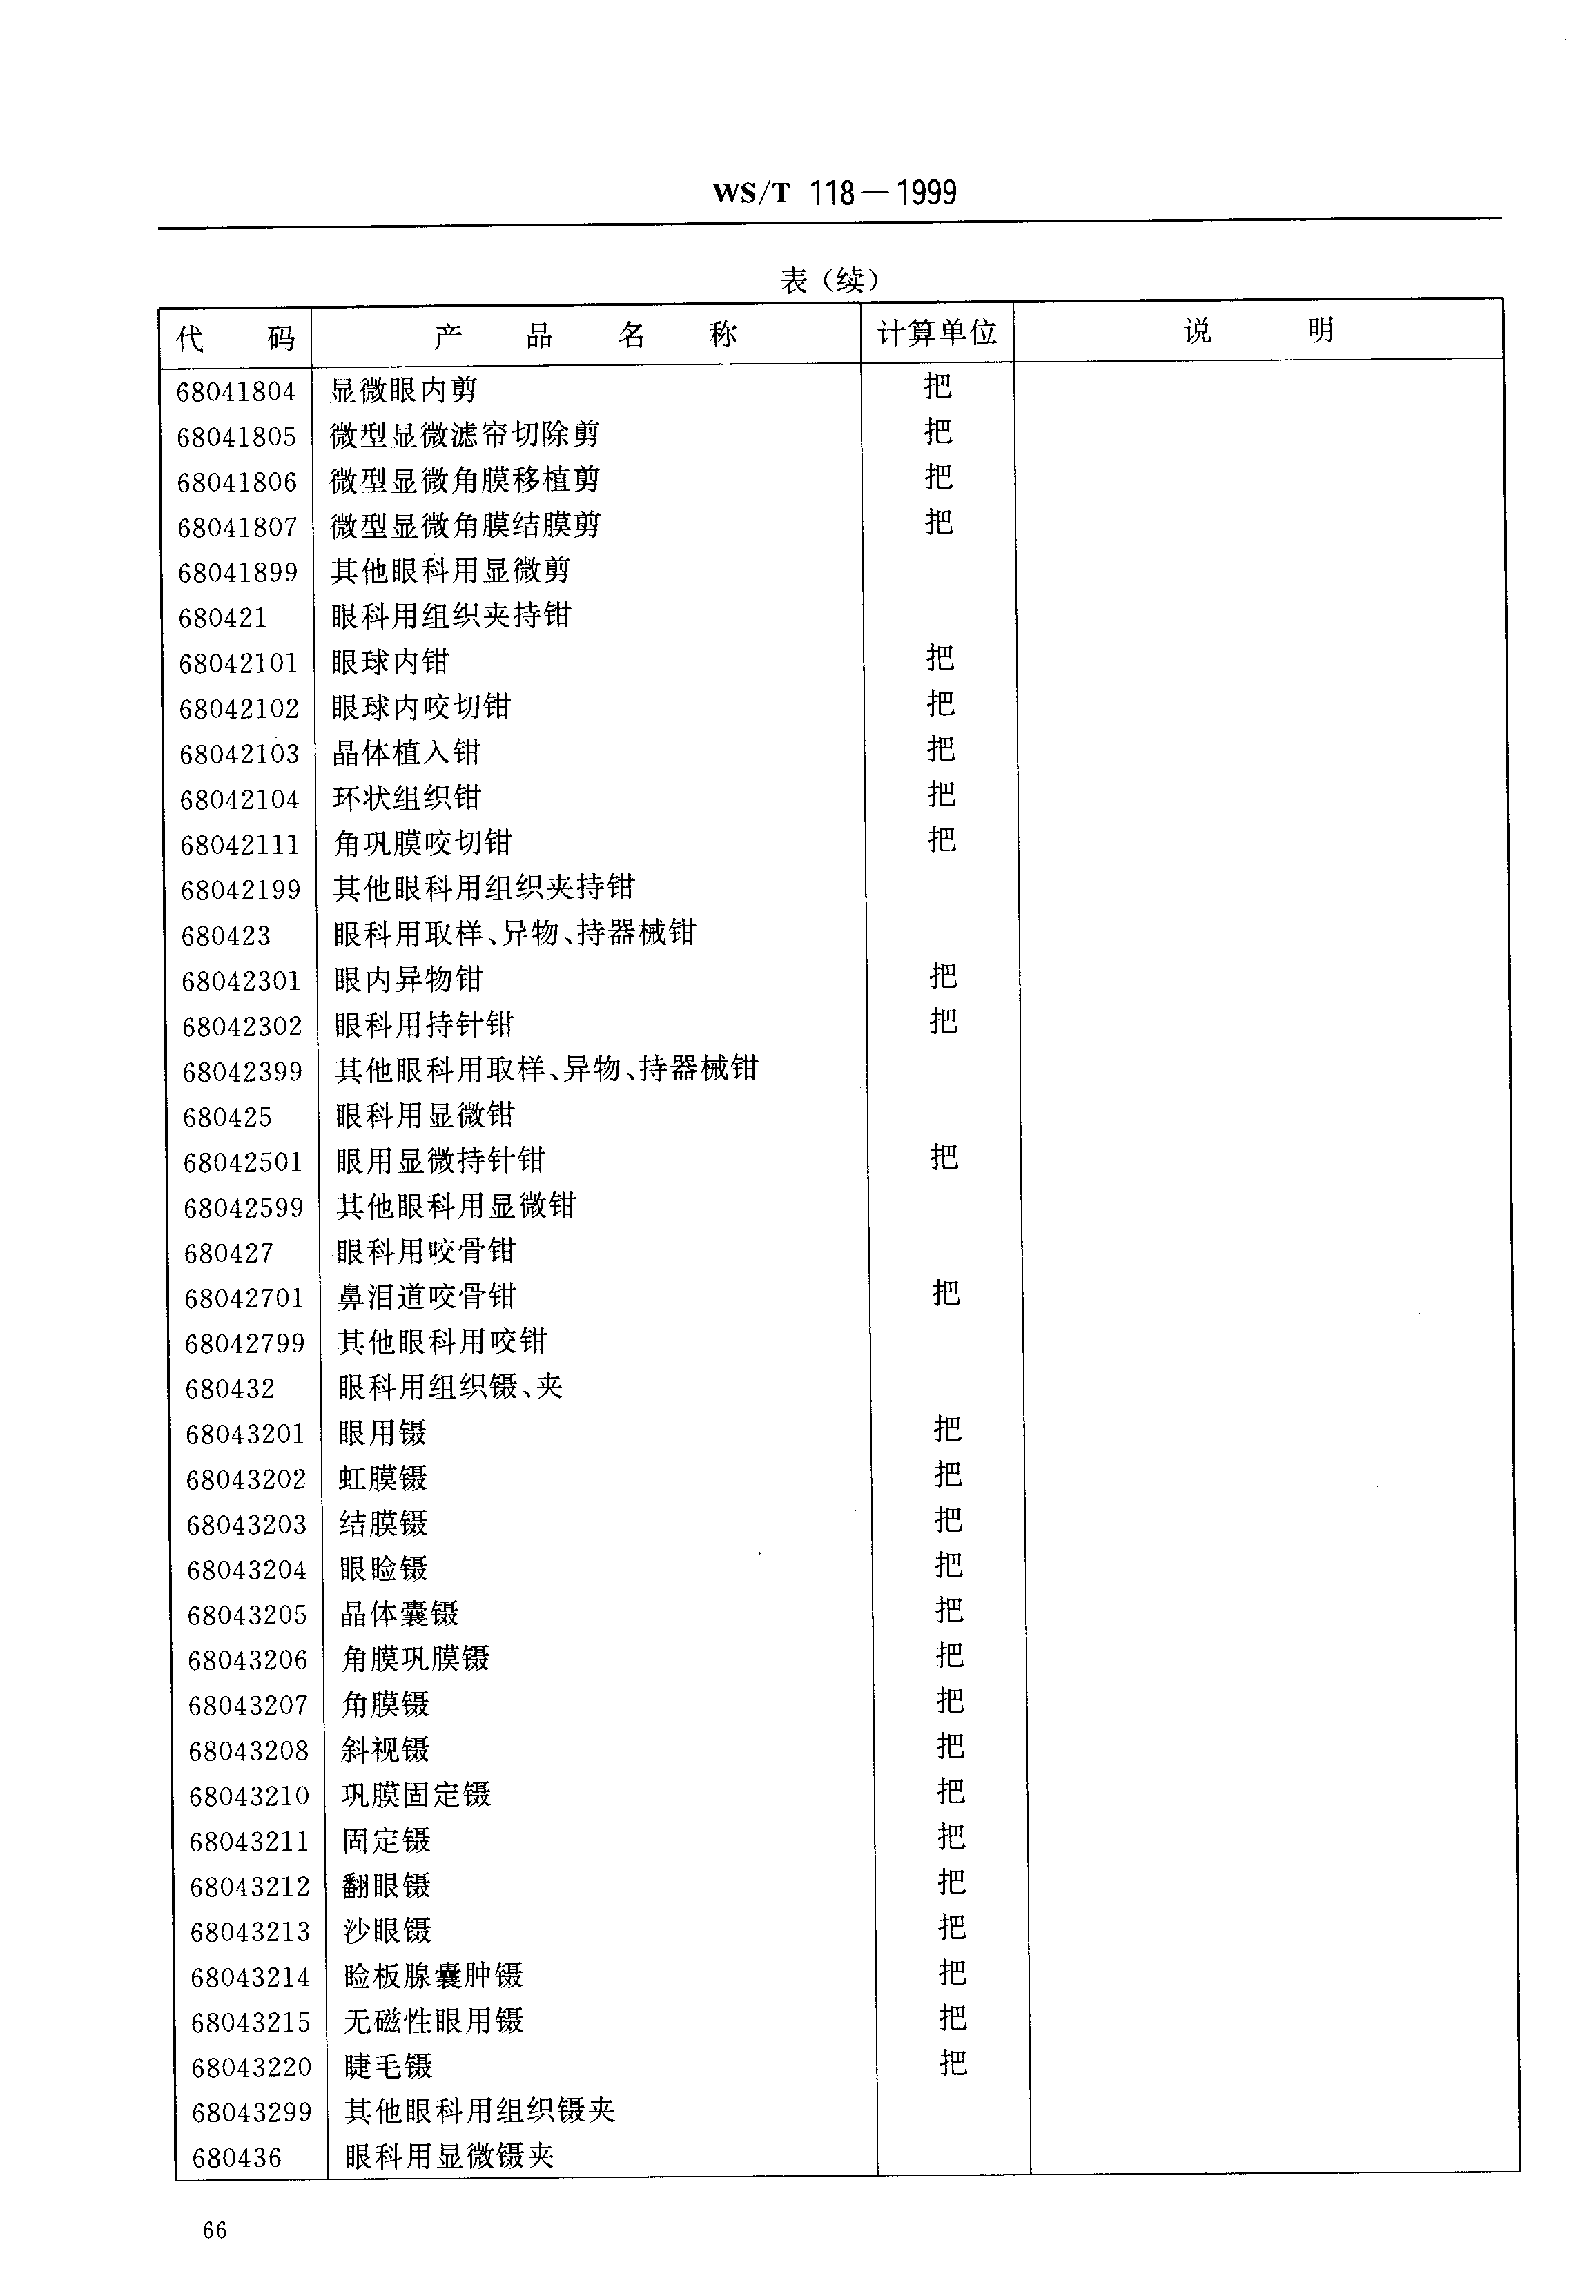 WS/T 118—1999
表(续)
代 码 产 品 名 称 计算单位 说 明
68041804 显微眼内剪 把
68041805 微型显微滤帘切除剪 把
68041806 微型显微角膜移植剪 把
68041807 微型显微角膜结膜剪 把
68041899 其他眼科用显微剪
680421 眼科用组织夹持钳
68042101 眼球内钳 把
68042102 眼球内咬切钳 把
68042103 晶体植入钳 把
68042104 环状组织钳 把
68042111 角巩膜咬切钳 把
68042199 其他眼科用组织夹持钳
680423 眼科用取样、异物、持器械钳
68042301 眼内异物钳 把
68042302 眼科用持针钳 把
68042399 其他眼科用取样、异物、持器械钳
680425 眼科用显微钳
68042501 眼用显微持针钳 把
68042599 其他眼科用显微钳
680427 眼科用咬骨钳
68042701 鼻泪道咬骨钳 把
68042799 其他眼科用咬钳
680432 眼科用组织镊、夹
68043201 眼用镊 把
68043202 虹膜镊 把
68043203 结膜镊 把
68043204 眼睑镊 把
68043205 晶体囊镊 把
68043206 角膜巩膜镊 把
68043207 角膜镊 把
68043208 斜视镊 把
68043210 巩膜固定镊 把
68043211 固定镊 把
68043212 翻眼镊 把
68043213 沙眼镊 把
68043214 睑板腺囊肿镊 把
68043215 无磁性眼用镊 把
68043220 睫毛镊 把
68043299 其他眼科用组织镊夹
680436 眼科用显微镊夹
66